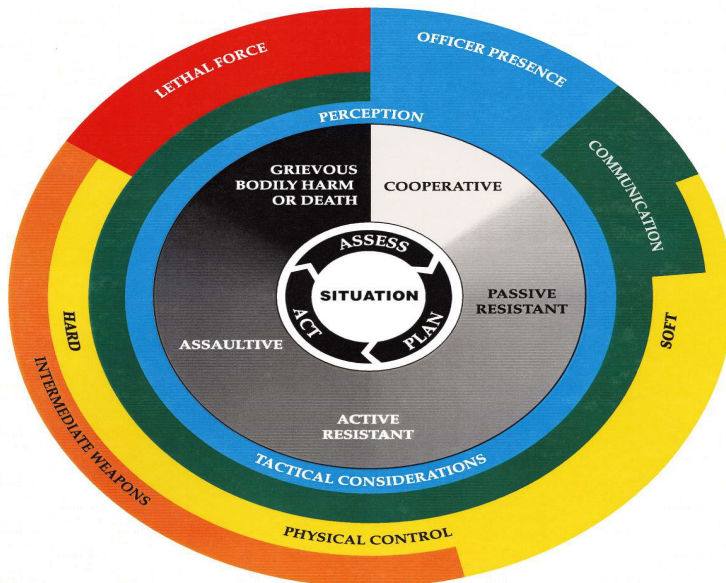 LETHAL FORCE
OFFICER PRESENCE
COMMUNICATION
PERCEPTION
GRIEVOUS
BODILY HARM
OR DEATH
COOPERATIVE
ASSESS
SITUATION
PLAN
ACT
PASSIVE
RESISTANT
SOFT
HARD
ASSAULTIVE
ACTIVE
RESISTANT
TACTICAL CONSIDERATIONS
INTERMEDIATE WEAPONS
PHYSICAL CONTROL